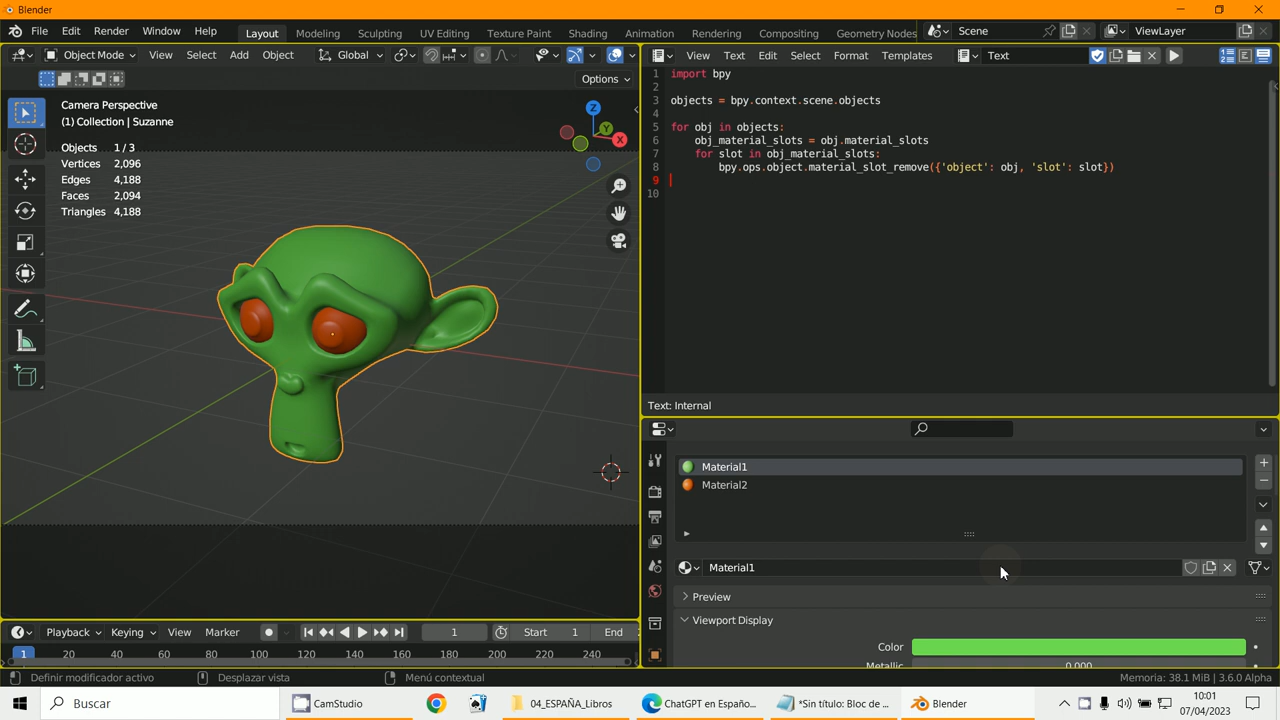 Blender
File Edit Render Window Help Layout Modeling Sculpting UV Editing Texture Paint Shading Animation Rendering Compositing Geometry Nodes Scene ViewLayer
Object Mode View Select Add Object Global
Options
Camera Perspective
(1) Collection | Suzanne
Objects 1 / 3
Vertices 2,096
Edges 4,188
Faces 2,094
Triangles 4,188
Z
Y
X
View Text Edit Select Format Templates Text
1 import bpy
2
3 objects = bpy.context.scene.objects
4
5 for obj in objects:
6 obj_material_slots = obj.material_slots
7 for slot in obj_material_slots:
8 bpy.ops.object.material_slot_remove({'object': obj, 'slot': slot})
9
10
Text: Internal
Material1
Material2
Material1
Preview
Viewport Display
Color
Metallic 0.000
Playback Keying View Marker 1 Start 1 End
1 20 40 60 80 100 120 140 160 180 200 220 240
Definir modificador activo Desplazar vista Menú contextual Memoria: 38.1 MiB | 3.6.0 Alpha
Buscar CamStudio 04_ESPAÑA_Libros ChatGPT en Españo... *Sin título: Bloc de ... Blender
10:01
07/04/2023